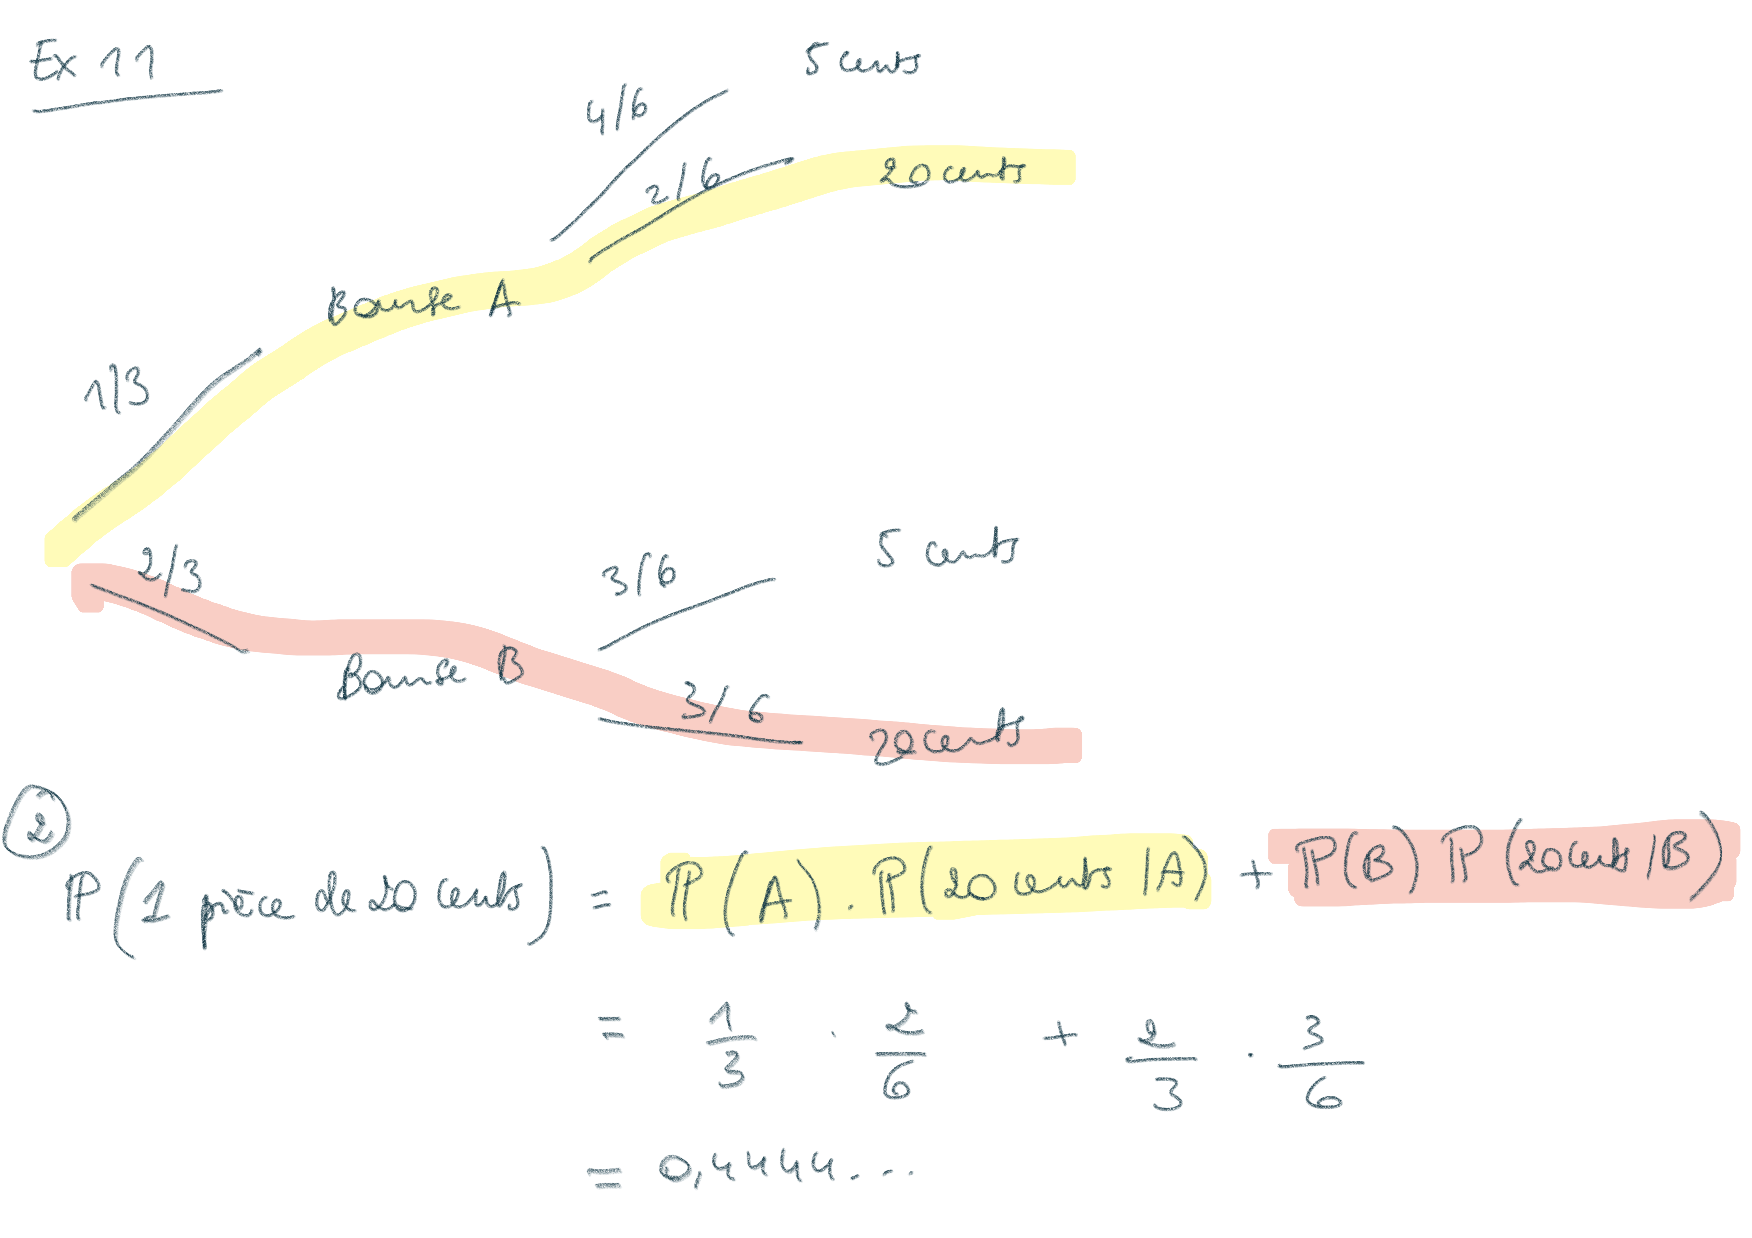 Ex 11
5 cents
4/6
2/6
20 cents
Bourse A
1/3
5 cents
2/3
3/6
Bourse B
3/6
20 cents
2
ℙ(1 pièce de 20 cents) = ℙ(A) . ℙ(20 cents | A) + ℙ(B) ℙ(20 cents | B)
= 1/3 . 2/6 + 2/3 . 3/6
= 0,4444...